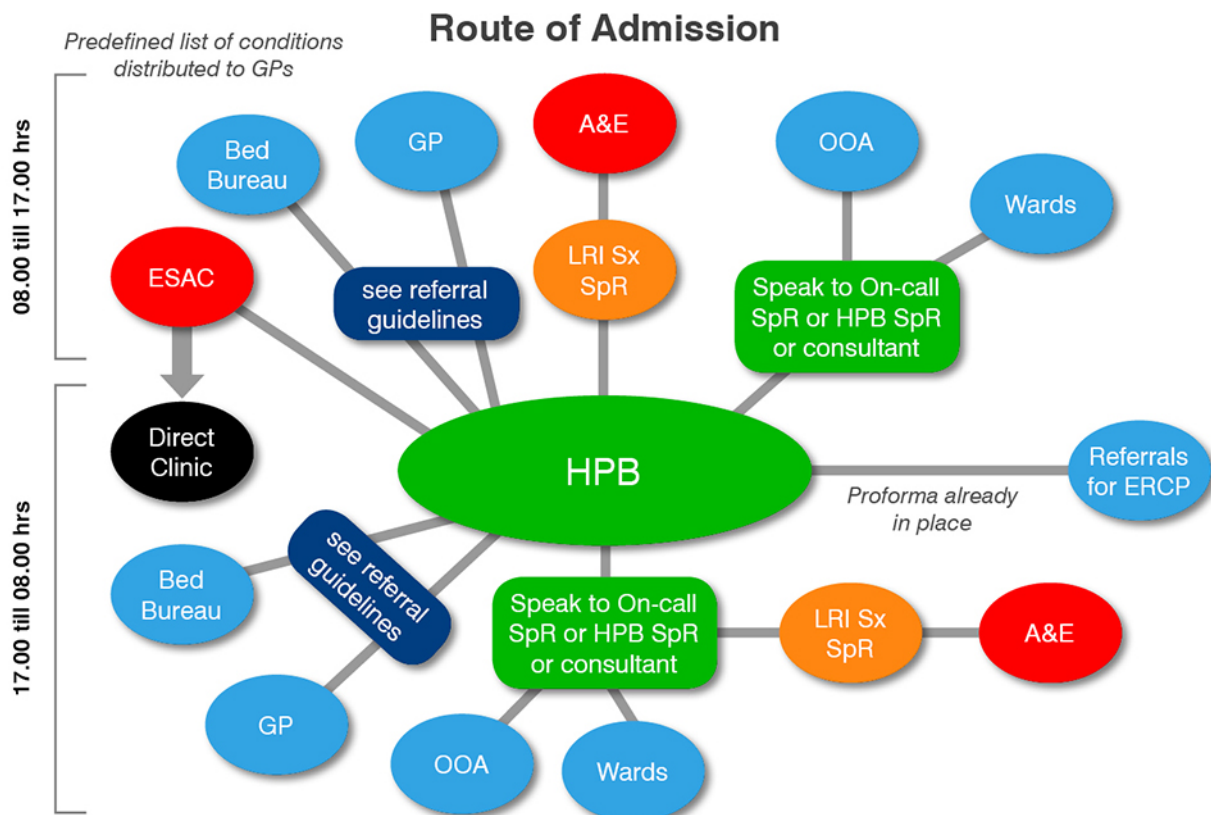 Route of Admission
Predefined list of conditions
distributed to GPs
08.00 till 17.00 hrs
Bed
Bureau
GP
A&E
OOA
Wards
ESAC
see referral
guidelines
LRI Sx
SpR
Speak to On-call
SpR or HPB SpR
or consultant
Direct
Clinic
HPB
Referrals
for ERCP
Proforma already
in place
17.00 till 08.00 hrs
Bed
Bureau
see referral
guidelines
GP
Speak to On-call
SpR or HPB SpR
or consultant
LRI Sx
SpR
A&E
OOA
Wards